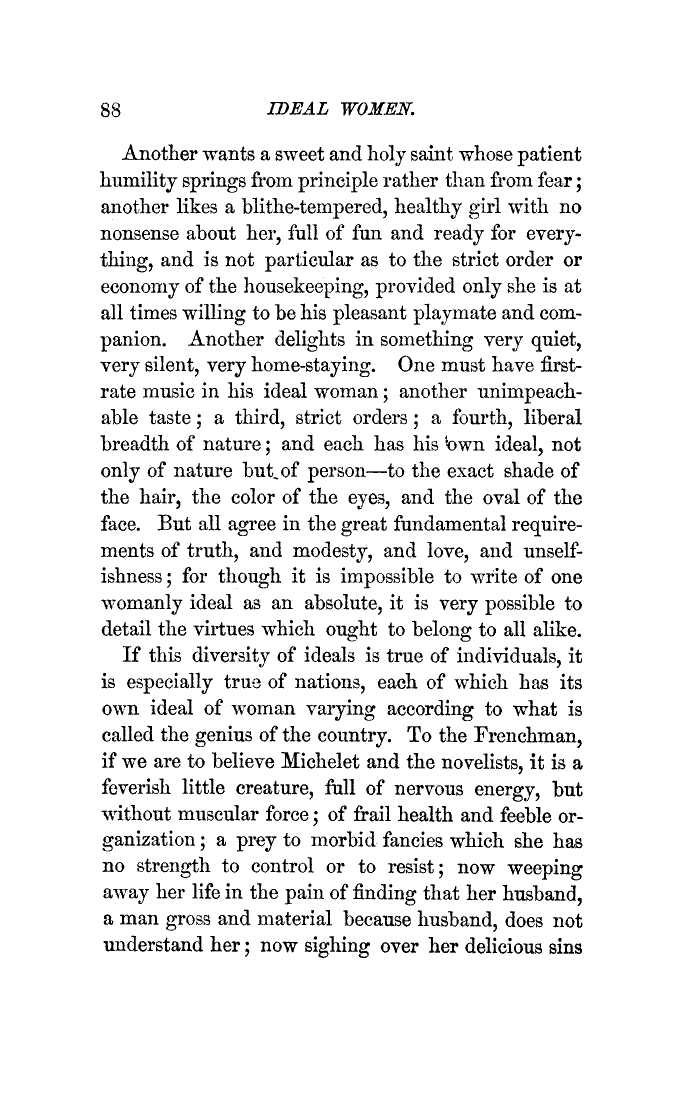 88 IDEAL WOMEN.
Another wants a sweet and holy saint whose patient
humility springs from principle rather than from fear;
another likes a blithe-tempered, healthy girl with no
nonsense about her, full of fun and ready for every-
thing, and is not particular as to the strict order or
economy of the housekeeping, provided only she is at
all times willing to be his pleasant playmate and com-
panion. Another delights in something very quiet,
very silent, very home-staying. One must have first-
rate music in his ideal woman; another unimpeach-
able taste; a third, strict orders; a fourth, liberal
breadth of nature; and each has his own ideal, not
only of nature but of person—to the exact shade of
the hair, the color of the eyes, and the oval of the
face. But all agree in the great fundamental require-
ments of truth, and modesty, and love, and unself-
ishness; for though it is impossible to write of one
womanly ideal as an absolute, it is very possible to
detail the virtues which ought to belong to all alike.
If this diversity of ideals is true of individuals, it
is especially true of nations, each of which has its
own ideal of woman varying according to what is
called the genius of the country. To the Frenchman,
if we are to believe Michelet and the novelists, it is a
feverish little creature, full of nervous energy, but
without muscular force; of frail health and feeble or-
ganization; a prey to morbid fancies which she has
no strength to control or to resist; now weeping
away her life in the pain of finding that her husband,
a man gross and material because husband, does not
understand her; now sighing over her delicious sins